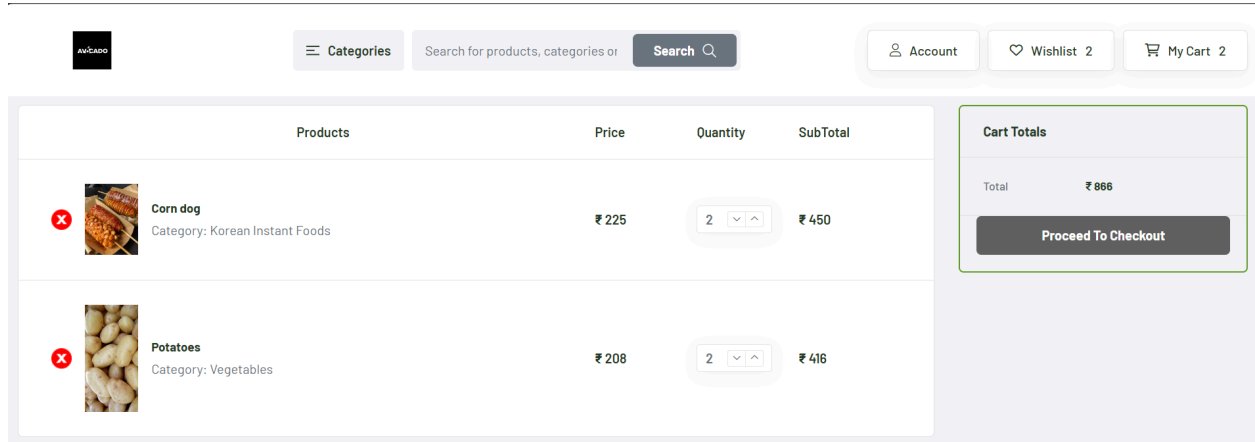 AVOCADO
Categories
Search for products, categories or
Search
Account
Wishlist 2
My Cart 2
Products Price Quantity SubTotal
Corn dog
Category: Korean Instant Foods
₹ 225 2 ₹ 450
Potatoes
Category: Vegetables
₹ 208 2 ₹ 416
Cart Totals
Total ₹ 866
Proceed To Checkout